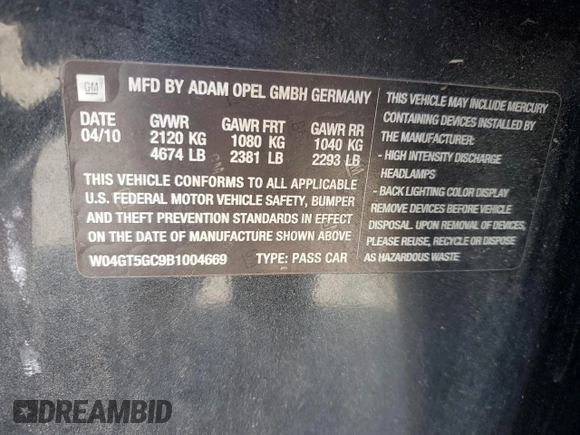 GM
MFD BY ADAM OPEL GMBH GERMANY
DATE GVWR GAWR FRT GAWR RR
04/10 2120 KG 1080 KG 1040 KG
4674 LB 2381 LB 2293 LB
THIS VEHICLE CONFORMS TO ALL APPLICABLE
U.S. FEDERAL MOTOR VEHICLE SAFETY, BUMPER
AND THEFT PREVENTION STANDARDS IN EFFECT
ON THE DATE OF MANUFACTURE SHOWN ABOVE
W04GT5GC9B1004669 TYPE: PASS CAR
THIS VEHICLE MAY INCLUDE MERCURY
CONTAINING DEVICES INSTALLED BY
THE MANUFACTURER:
- HIGH INTENSITY DISCHARGE
HEADLAMPS
- BACK LIGHTING COLOR DISPLAY
REMOVE DEVICES BEFORE VEHICLE
DISPOSAL. UPON REMOVAL OF DEVICES,
PLEASE REUSE, RECYCLE OR DISPOSE
AS HAZARDOUS WASTE
DREAMBID